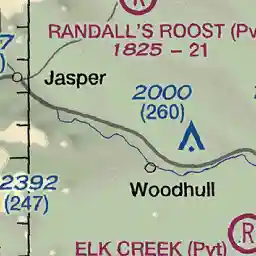 R
RANDALL'S ROOST (Pv
1825 – 21
Jasper
2000
(260)
Woodhull
2392
(247)
R
ELK CREEK (Pvt)